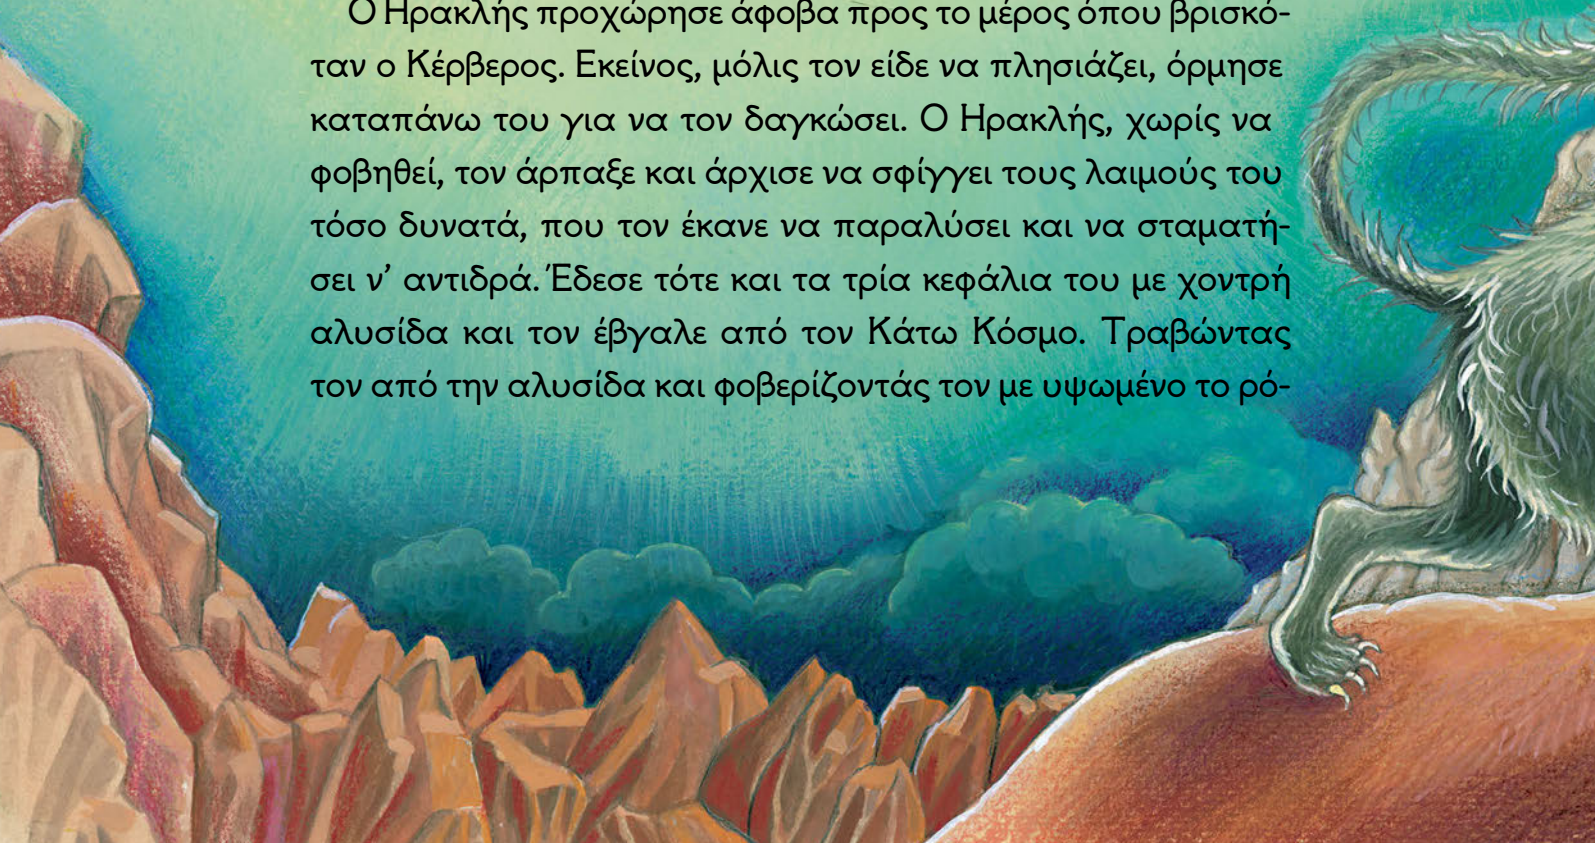 Ο Ηρακλής προχώρησε άφοβα προς το μέρος όπου βρισκό-
ταν ο Κέρβερος. Εκείνος, μόλις τον είδε να πλησιάζει, όρμησε
καταπάνω του για να τον δαγκώσει. Ο Ηρακλής, χωρίς να
φοβηθεί, τον άρπαξε και άρχισε να σφίγγει τους λαιμούς του
τόσο δυνατά, που τον έκανε να παραλύσει και να σταματή-
σει ν’ αντιδρά. Έδεσε τότε και τα τρία κεφάλια του με χοντρή
αλυσίδα και τον έβγαλε από τον Κάτω Κόσμο. Τραβώντας
τον από την αλυσίδα και φοβερίζοντάς τον με υψωμένο το ρό-